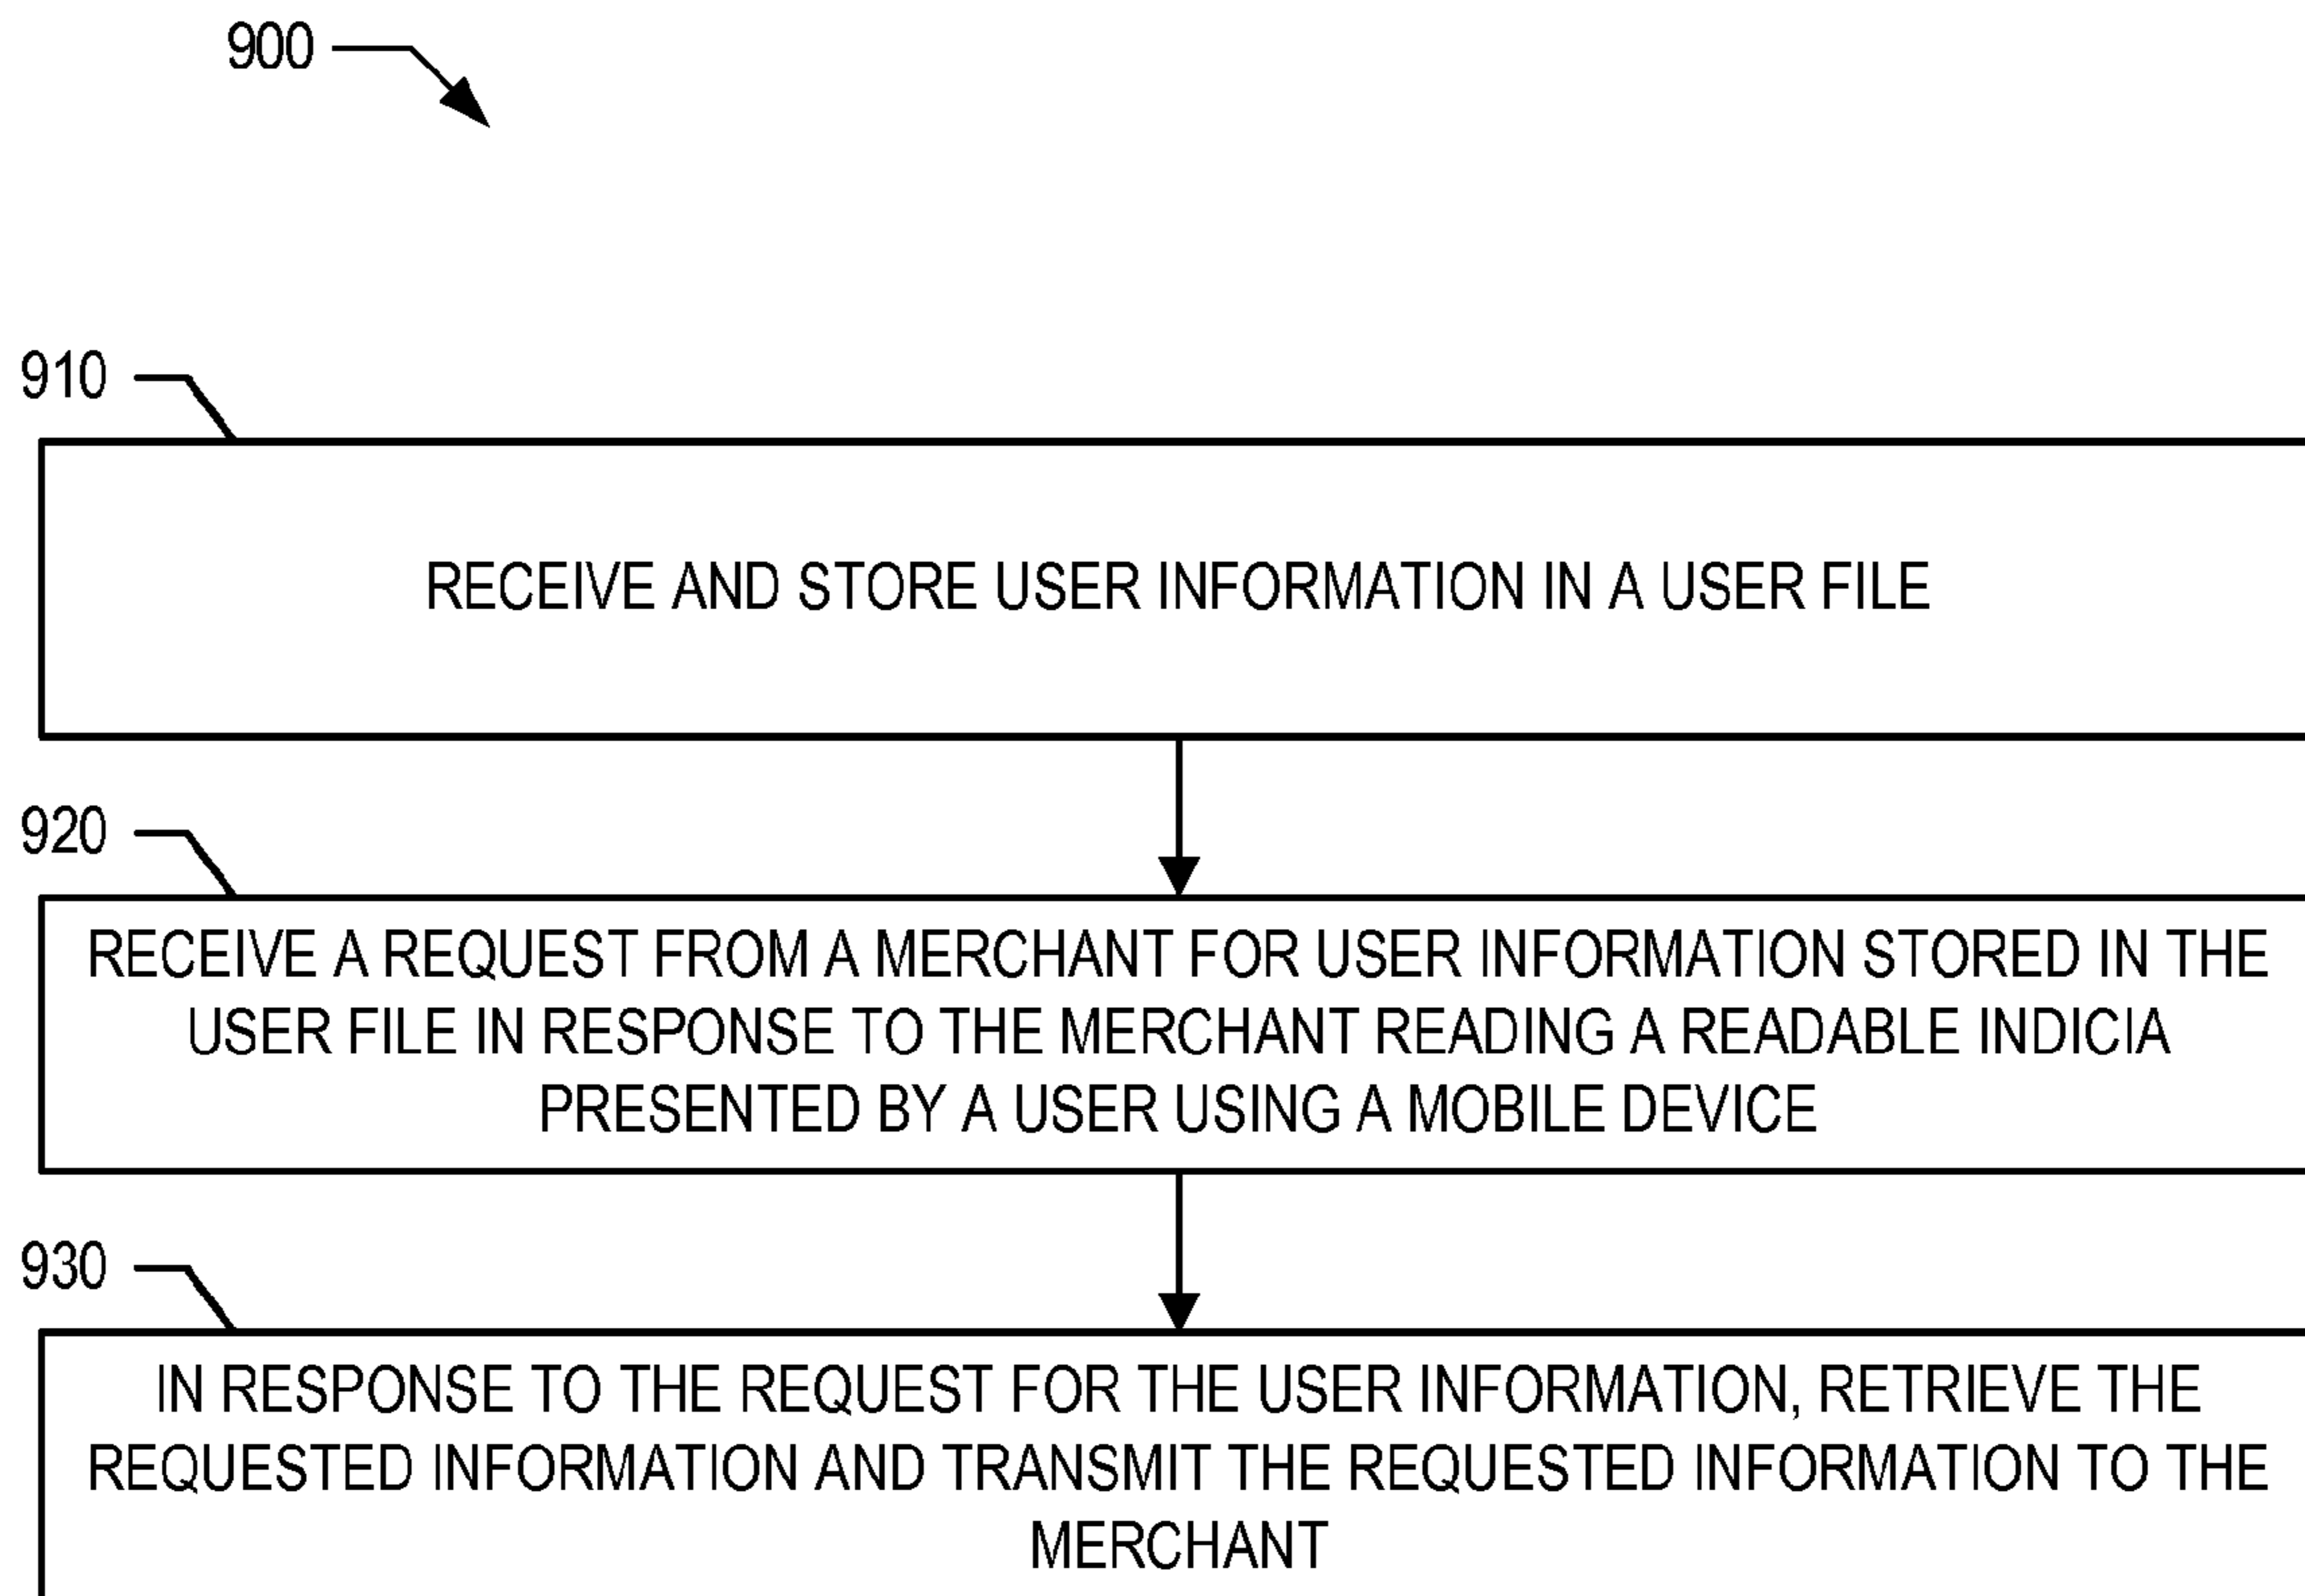 900
910
RECEIVE AND STORE USER INFORMATION IN A USER FILE
920
RECEIVE A REQUEST FROM A MERCHANT FOR USER INFORMATION STORED IN THE
USER FILE IN RESPONSE TO THE MERCHANT READING A READABLE INDICIA
PRESENTED BY A USER USING A MOBILE DEVICE
930
IN RESPONSE TO THE REQUEST FOR THE USER INFORMATION, RETRIEVE THE
REQUESTED INFORMATION AND TRANSMIT THE REQUESTED INFORMATION TO THE
MERCHANT